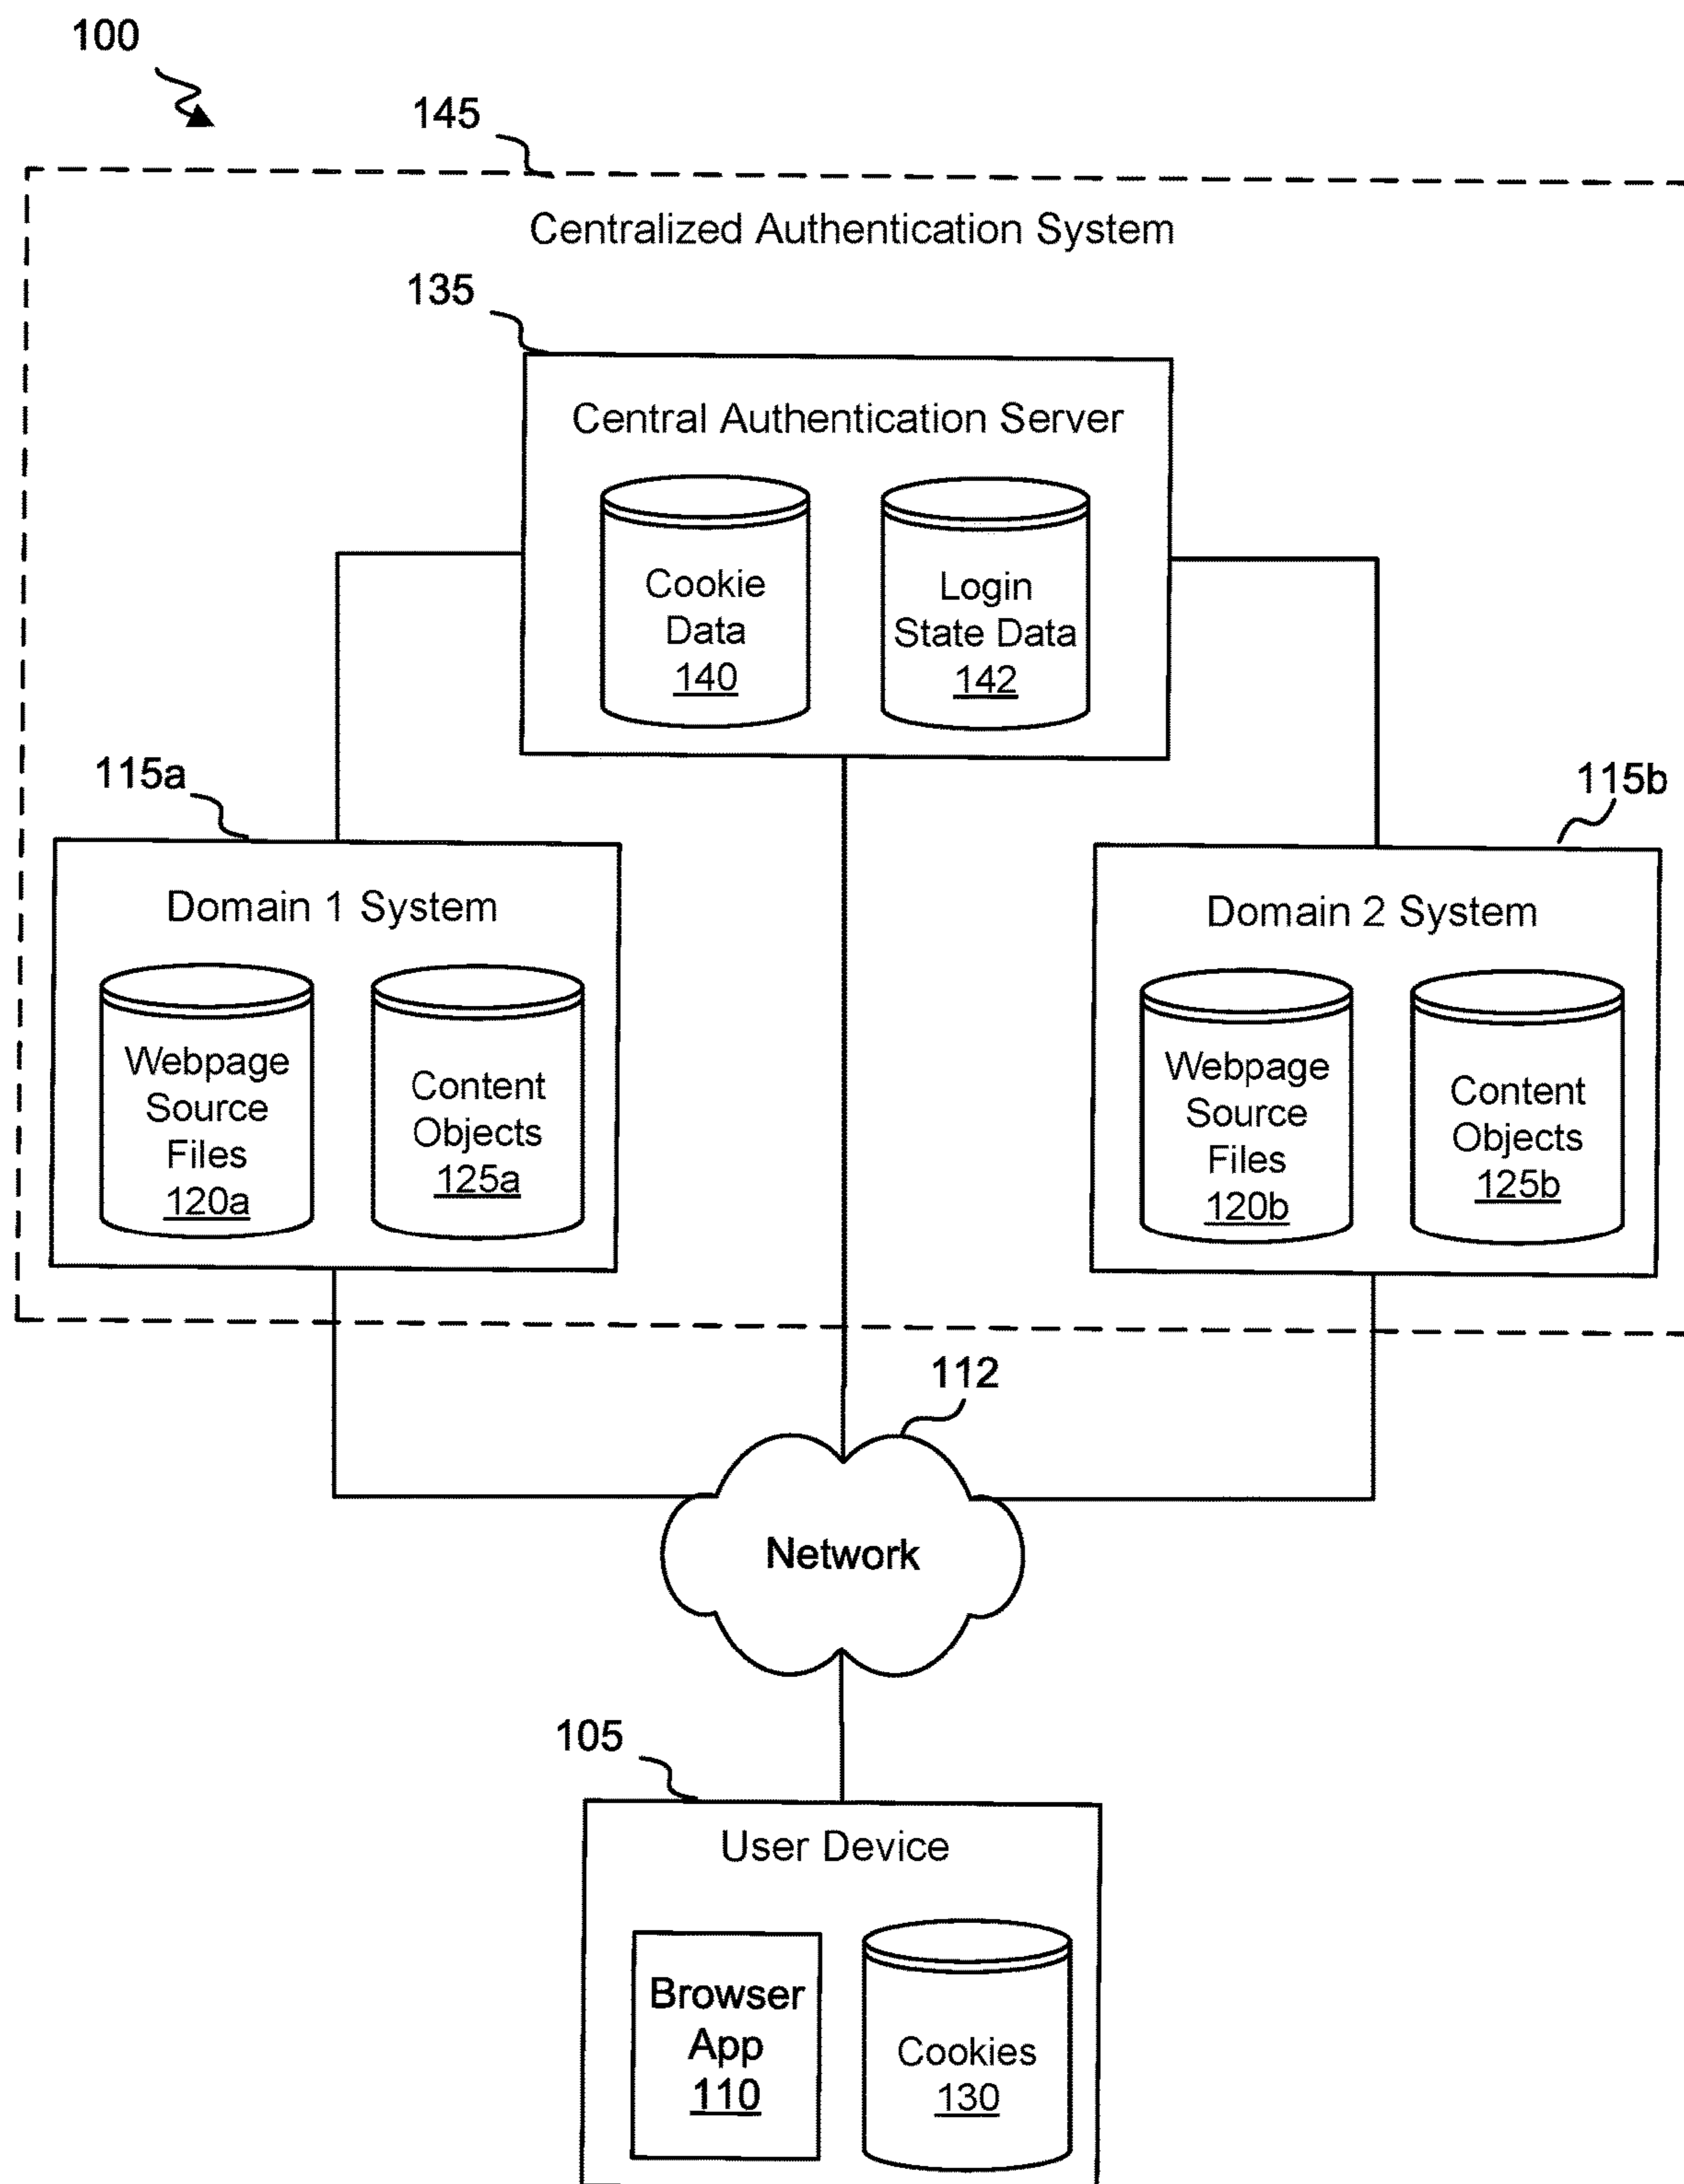 100
145
Centralized Authentication System
135
Central Authentication Server
Cookie
Data
140
Login
State Data
142
115a
115b
Domain 1 System
Domain 2 System
Webpage
Source
Files
120a
Content
Objects
125a
Webpage
Source
Files
120b
Content
Objects
125b
112
Network
105
User Device
Browser
App
110
Cookies
130